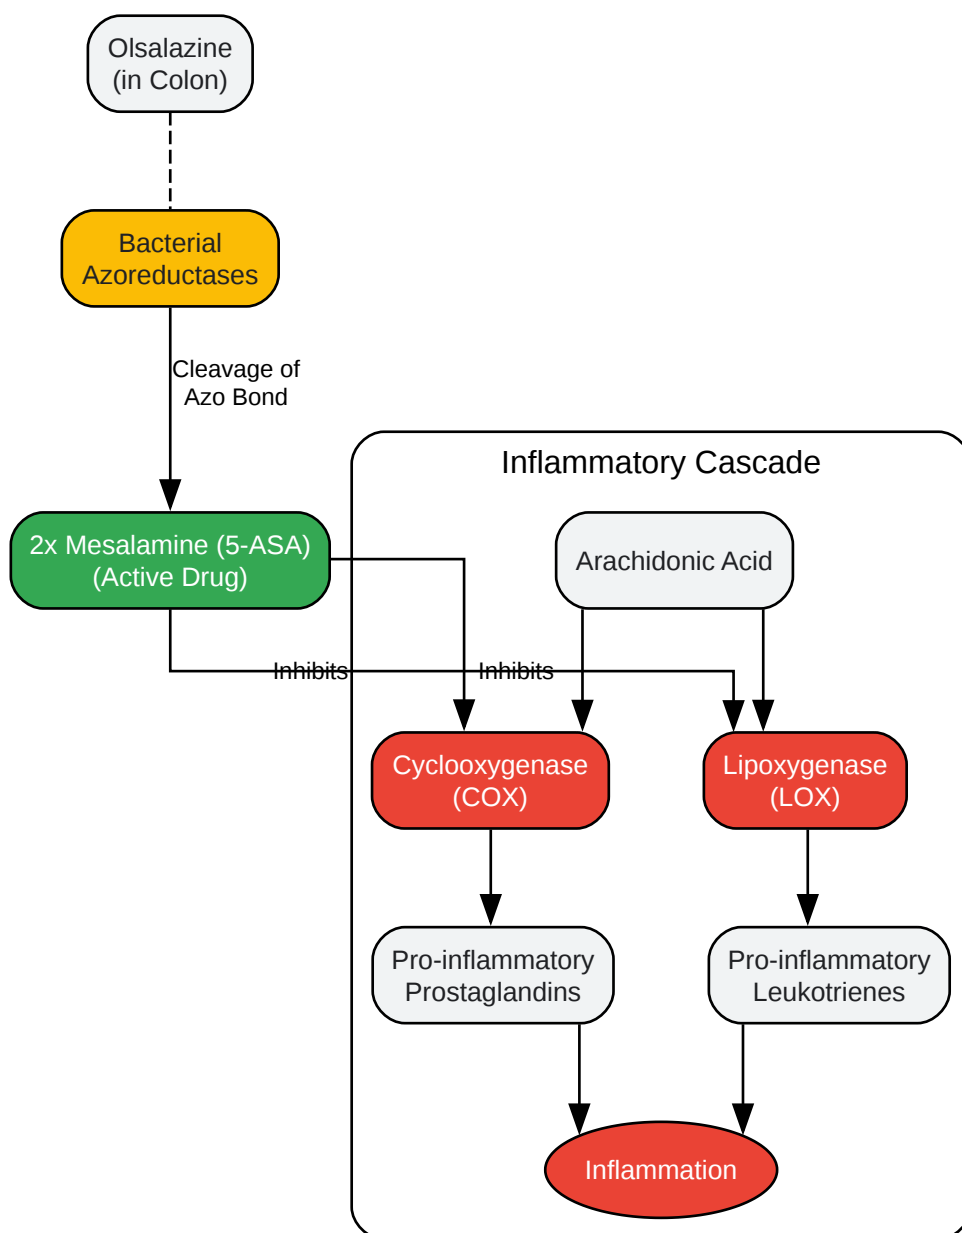 Olsalazine
(in Colon)
Bacterial
Azoreductases
Cleavage of
Azo Bond
Inflammatory Cascade
2x Mesalamine (5-ASA)
(Active Drug)
Arachidonic Acid
Inhibits
Inhibits
Cyclooxygenase
(COX)
Lipoxygenase
(LOX)
Pro-inflammatory
Prostaglandins
Pro-inflammatory
Leukotrienes
Inflammation